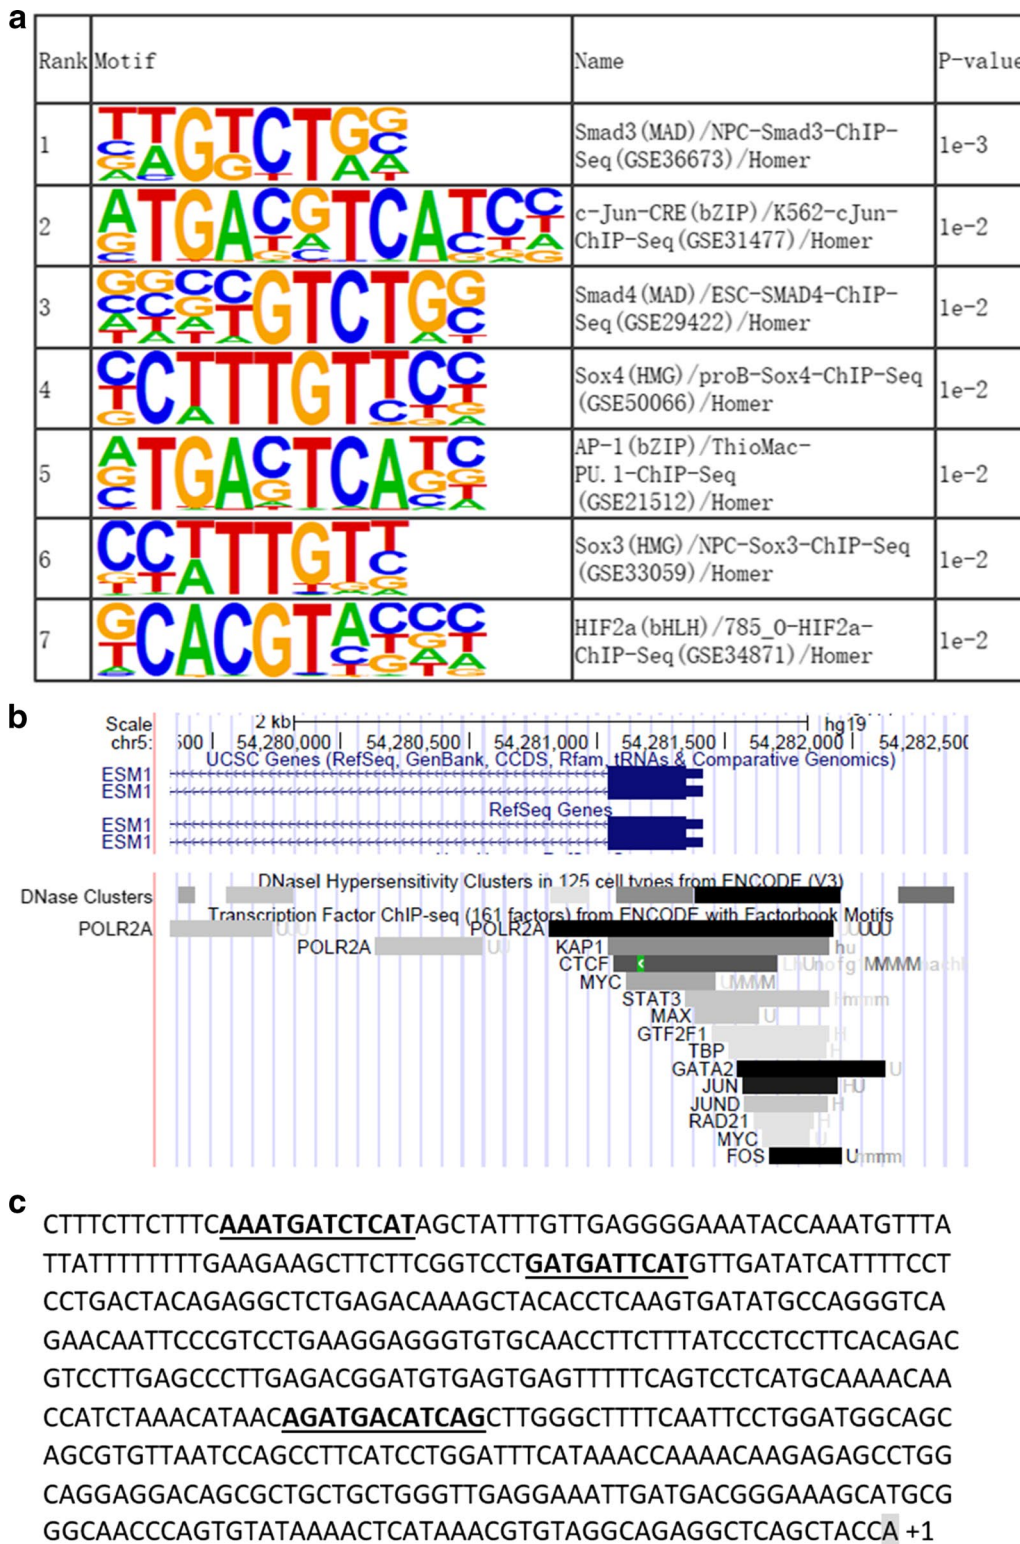 a
Rank Motif Name P-value
1 Smad3(MAD)/NPC-Smad3-ChIP-
Seq(GSE36673)/Homer 1e-3
2 c-Jun-CRE(bZIP)/K562-cJun-
ChIP-Seq(GSE31477)/Homer 1e-2
3 Smad4(MAD)/ESC-SMAD4-ChIP-
Seq(GSE29422)/Homer 1e-2
4 Sox4(HMG)/proB-Sox4-ChIP-Seq
(GSE50066)/Homer 1e-2
5 AP-1(bZIP)/ThioMac-
PU.1-ChIP-Seq
(GSE21512)/Homer 1e-2
6 Sox3(HMG)/NPC-Sox3-ChIP-Seq
(GSE33059)/Homer 1e-2
7 HIF2a(bHLH)/785_O-HIF2a-
ChIP-Seq(GSE34871)/Homer 1e-2
b
Scale 2 kb hg19
chr5: 500 54,280,000 54,280,500 54,281,000 54,281,500 54,282,000 54,282,500
UCSC Genes (RefSeq, GenBank, CCDS, Rfam, tRNAs & Comparative Genomics)
ESM1
ESM1
RefSeq Genes
ESM1
ESM1
DNaseI Hypersensitivity Clusters in 125 cell types from ENCODE (V3)
DNase Clusters
Transcription Factor ChIP-seq (161 factors) from ENCODE with Factorbook Motifs
POLR2A UUU POLR2A
POLR2A UU KAP1 hu
CTCF
MYC
STAT3
MAX U
GTF2F1 H
TBP H
GATA2 U
JUN HU
JUND H
RAD21 H
MYC U
FOS
c
CTTTCTTCTTTCAAATGATCTCATAGCTATTTGTTGAGGGGAAATACCAAATGTTTA
TTATTTTTTTTGAAGAAGCTTCTTCGGTCCTGATGATTCATGTTGATATCATTTTCCT
CCTGACTACAGAGGCTCTGAGACAAAGCTACACCTCAAGTGATATGCCAGGGTCA
GAACAATTCCCGTCCTGAAGGAGGGTGTGCAACCTTCTTTATCCCTCCTTCACAGAC
GTCCTTGAGCCCTTGAGACGGATGTGAGTGAGTTTTTCAGTCCTCATGCAAAACAA
CCATCTAAACATAACAGATGACATCAGCTTGGGCTTTTCAATTCCTGGATGGCAGC
AGCGTGTTAATCCAGCCTTCATCCTGGATTTCATAAACCAAAACAAGAGAGCCTGG
CAGGAGGACAGCGCTGCTGCTGGGTTGAGGAAATTGATGACGGGAAAGCATGCG
GGCAACCCAGTGTATAAAACTCATAAACGTGTAGGCAGAGGCTCAGCTACCA +1